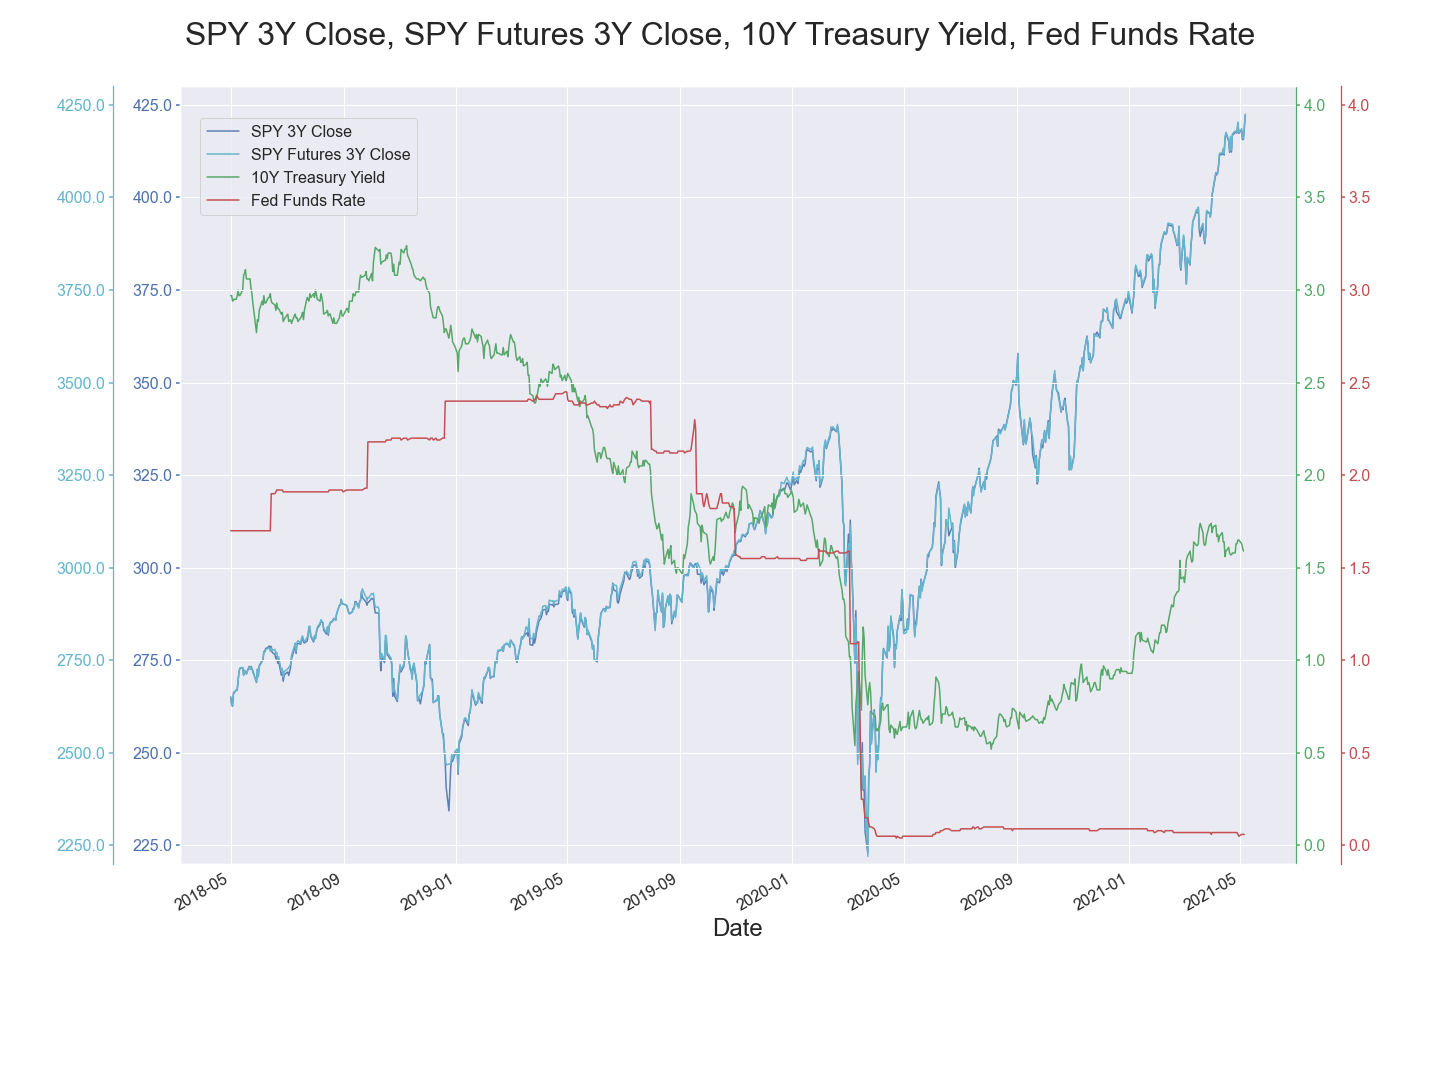 SPY 3Y Close, SPY Futures 3Y Close, 10Y Treasury Yield, Fed Funds Rate
4250.0 425.0 4.0 4.0
SPY 3Y Close
SPY Futures 3Y Close
10Y Treasury Yield
Fed Funds Rate
4000.0 400.0 3.5 3.5
3750.0 375.0 3.0 3.0
3500.0 350.0 2.5 2.5
3250.0 325.0 2.0 2.0
3000.0 300.0 1.5 1.5
2750.0 275.0 1.0 1.0
2500.0 250.0 0.5 0.5
2250.0 225.0 0.0 0.0
2018-05 2018-09 2019-01 2019-05 2019-09 2020-01 2020-05 2020-09 2021-01 2021-05
Date